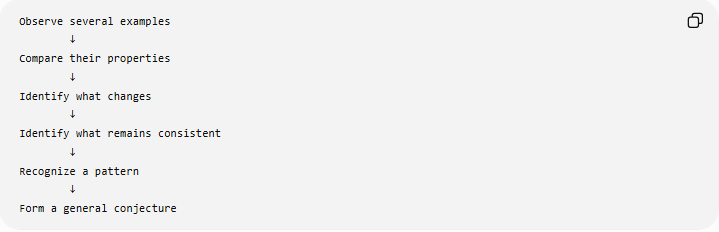 Observe several examples
↓
Compare their properties
↓
Identify what changes
↓
Identify what remains consistent
↓
Recognize a pattern
↓
Form a general conjecture